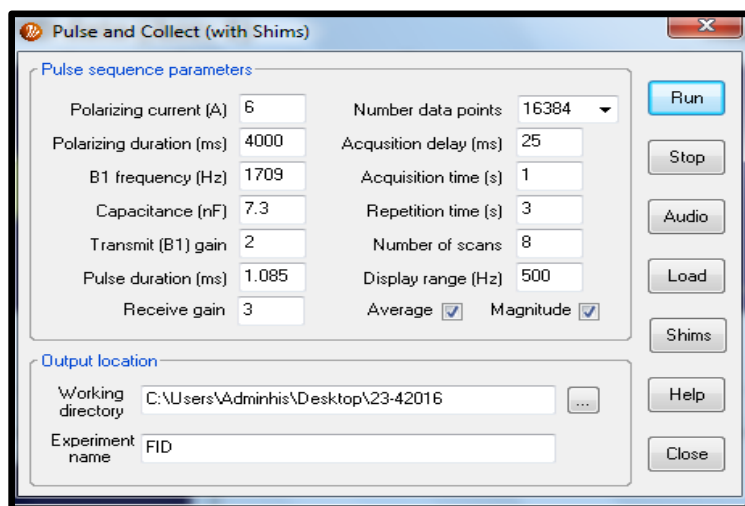 Pulse and Collect (with Shims)
Pulse sequence parameters
Polarizing current (A) 6 Number data points 16384
Polarizing duration (ms) 4000 Acqusition delay (ms) 25
B1 frequency (Hz) 1709 Acquisition time (s) 1
Capacitance (nF) 7.3 Repetition time (s) 3
Transmit (B1) gain 2 Number of scans 8
Pulse duration (ms) 1.085 Display range (Hz) 500
Receive gain 3 Average Magnitude
Run
Stop
Audio
Load
Shims
Help
Close
Output location
Working directory C:\Users\Adminhis\Desktop\23-42016 ...
Experiment name FID